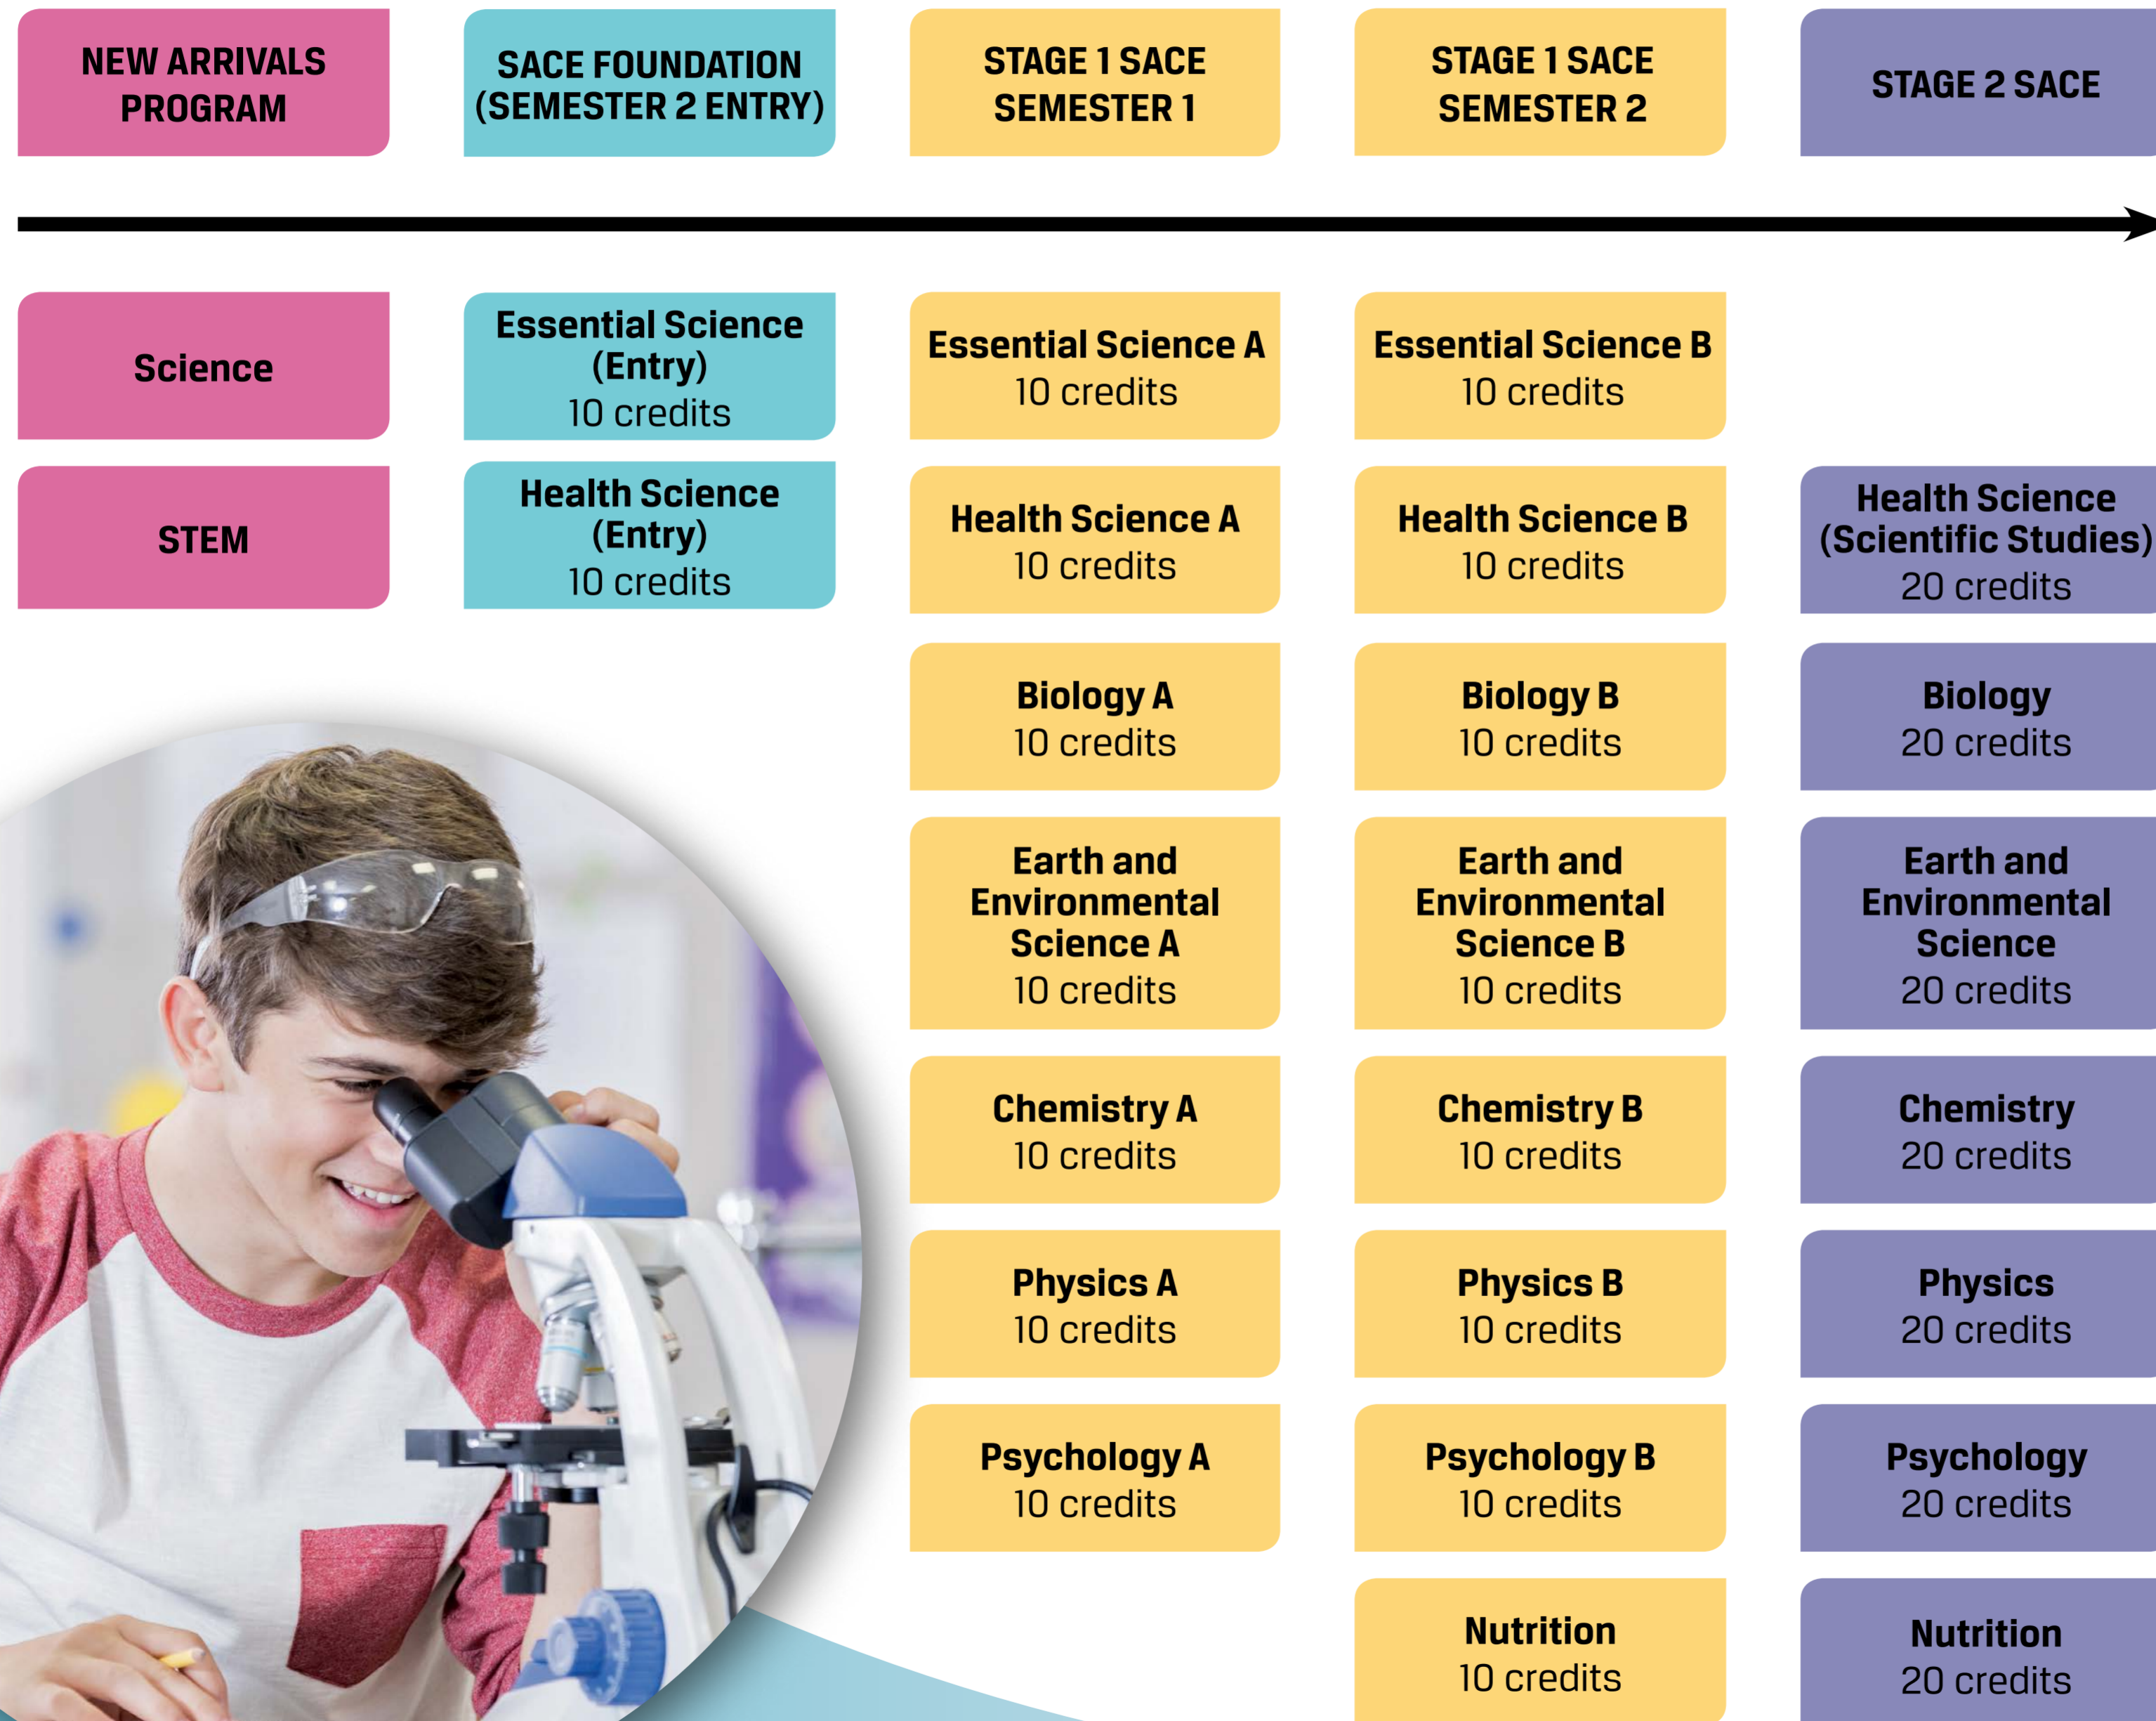 NEW ARRIVALS
PROGRAM
SACE FOUNDATION
(SEMESTER 2 ENTRY)
STAGE 1 SACE
SEMESTER 1
STAGE 1 SACE
SEMESTER 2
STAGE 2 SACE
Science
Essential Science
(Entry)
10 credits
Essential Science A
10 credits
Essential Science B
10 credits
STEM
Health Science
(Entry)
10 credits
Health Science A
10 credits
Health Science B
10 credits
Health Science
(Scientific Studies)
20 credits
Biology A
10 credits
Biology B
10 credits
Biology
20 credits
Earth and
Environmental
Science A
10 credits
Earth and
Environmental
Science B
10 credits
Earth and
Environmental
Science
20 credits
Chemistry A
10 credits
Chemistry B
10 credits
Chemistry
20 credits
Physics A
10 credits
Physics B
10 credits
Physics
20 credits
Psychology A
10 credits
Psychology B
10 credits
Psychology
20 credits
Nutrition
10 credits
Nutrition
20 credits